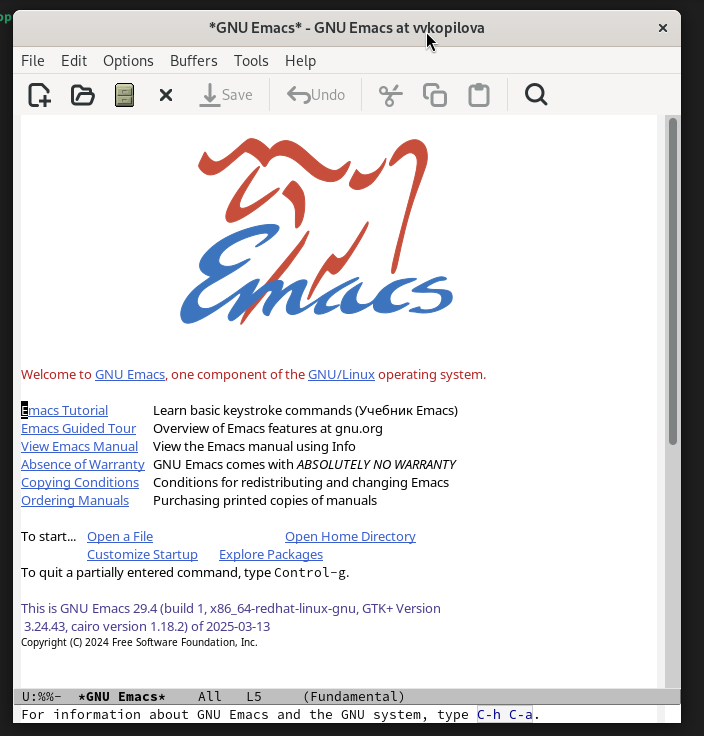 op
*GNU Emacs* - GNU Emacs at vvkopilova
File Edit Options Buffers Tools Help
Save Undo
Emacs
Welcome to GNU Emacs, one component of the GNU/Linux operating system.
Emacs Tutorial Learn basic keystroke commands (Учебник Emacs)
Emacs Guided Tour Overview of Emacs features at gnu.org
View Emacs Manual View the Emacs manual using Info
Absence of Warranty GNU Emacs comes with ABSOLUTELY NO WARRANTY
Copying Conditions Conditions for redistributing and changing Emacs
Ordering Manuals Purchasing printed copies of manuals
To start... Open a File Open Home Directory
Customize Startup Explore Packages
To quit a partially entered command, type Control-g.
This is GNU Emacs 29.4 (build 1, x86_64-redhat-linux-gnu, GTK+ Version
3.24.43, cairo version 1.18.2) of 2025-03-13
Copyright (C) 2024 Free Software Foundation, Inc.
U:%%- *GNU Emacs* All L5 (Fundamental)
For information about GNU Emacs and the GNU system, type C-h C-a.